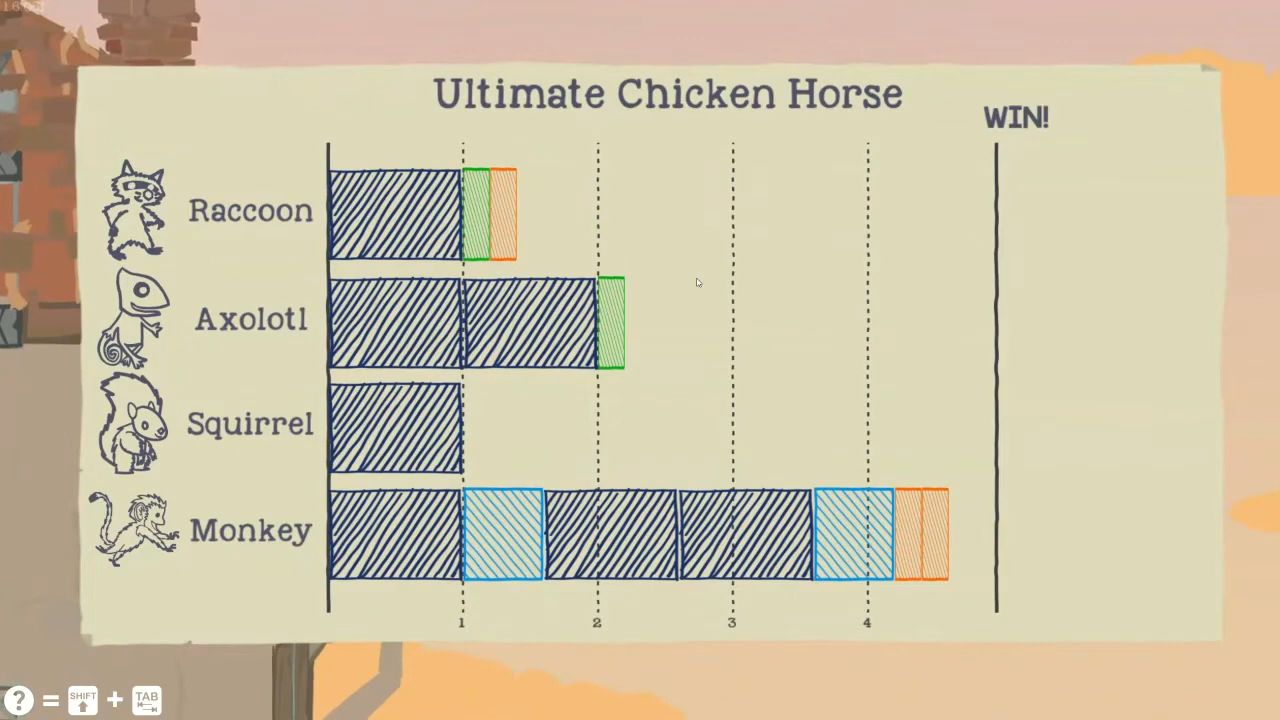 Ultimate Chicken Horse
WIN!
Raccoon
Axolotl
Squirrel
Monkey
1 2 3 4
? = SHIFT + TAB